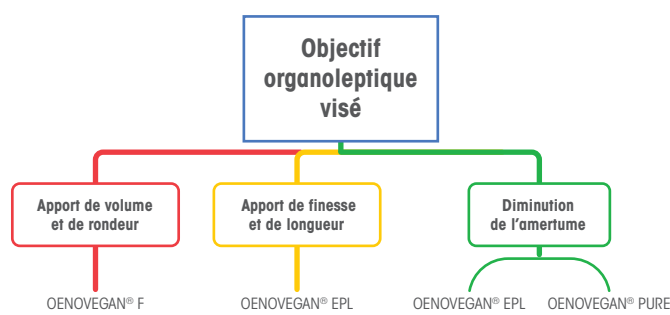 Objectif
organoleptique
visé
Apport de volume
et de rondeur
Apport de finesse
et de longueur
Diminution
de l'amertume
OENOVEGAN® F
OENOVEGAN® EPL
OENOVEGAN® EPL
OENOVEGAN® PURE